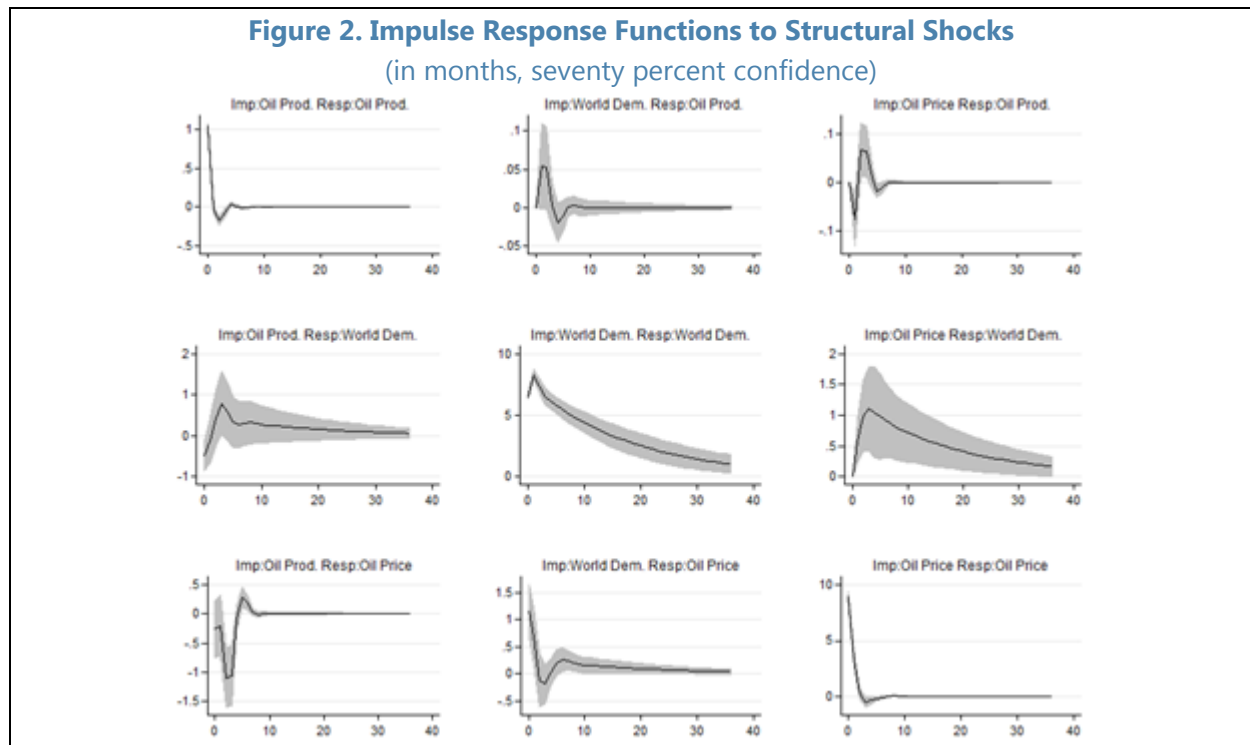 Figure 2. Impulse Response Functions to Structural Shocks
(in months, seventy percent confidence)
Imp:Oil Prod. Resp:Oil Prod.
1
.5
0
-.5
0 10 20 30 40
Imp:World Dem. Resp:Oil Prod.
.1
.05
0
-.05
0 10 20 30 40
Imp:Oil Price Resp:Oil Prod.
.1
0
-.1
0 10 20 30 40
Imp:Oil Prod. Resp:World Dem.
2
1
0
-1
0 10 20 30 40
Imp:World Dem. Resp:World Dem.
10
5
0
0 10 20 30 40
Imp:Oil Price Resp:World Dem.
2
1.5
1
.5
0
0 10 20 30 40
Imp:Oil Prod. Resp:Oil Price
.5
0
-.5
-1
-1.5
0 10 20 30 40
Imp:World Dem. Resp:Oil Price
1.5
1
.5
0
-.5
0 10 20 30 40
Imp:Oil Price Resp:Oil Price
10
5
0
0 10 20 30 40